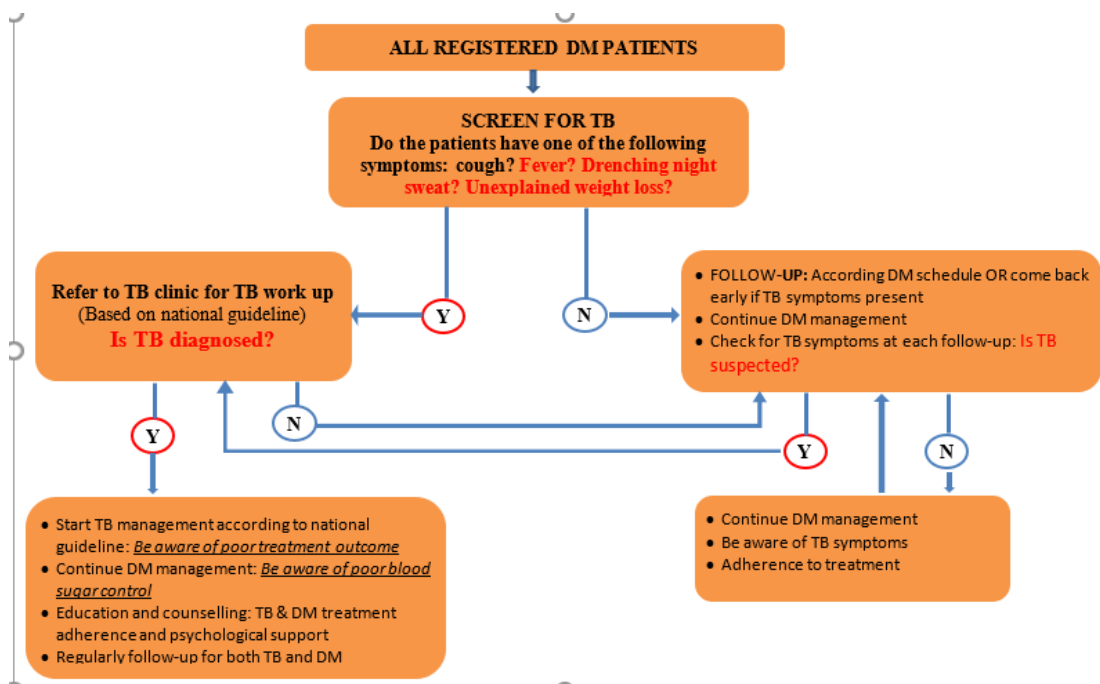 ALL REGISTERED DM PATIENTS
SCREEN FOR TB
Do the patients have one of the following
symptoms: cough? Fever? Drenching night
sweat? Unexplained weight loss?
Refer to TB clinic for TB work up
(Based on national guideline)
Is TB diagnosed?
Y
N
• FOLLOW-UP: According DM schedule OR come back
early if TB symptoms present
• Continue DM management
• Check for TB symptoms at each follow-up: Is TB
suspected?
Y
N
Y
N
• Start TB management according to national
guideline: Be aware of poor treatment outcome
• Continue DM management: Be aware of poor blood
sugar control
• Education and counselling: TB & DM treatment
adherence and psychological support
• Regularly follow-up for both TB and DM
• Continue DM management
• Be aware of TB symptoms
• Adherence to treatment